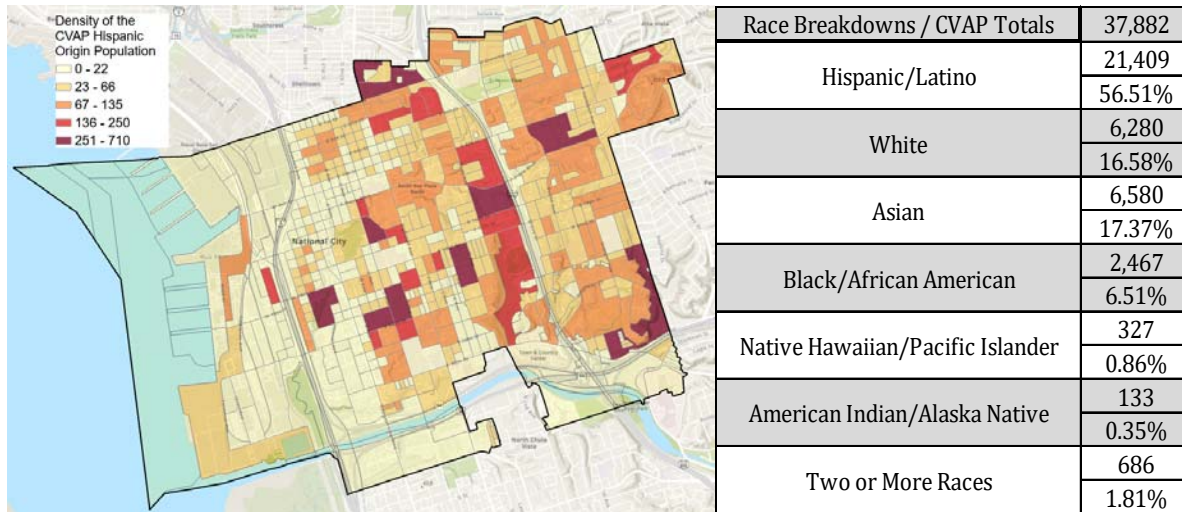 Density of the
CVAP Hispanic
Origin Population
0 - 22
23 - 66
67 - 135
136 - 250
251 - 710
National City
Race Breakdowns / CVAP Totals
37,882
Hispanic/Latino
21,409
56.51%
White
6,280
16.58%
Asian
6,580
17.37%
Black/African American
2,467
6.51%
Native Hawaiian/Pacific Islander
327
0.86%
American Indian/Alaska Native
133
0.35%
Two or More Races
686
1.81%